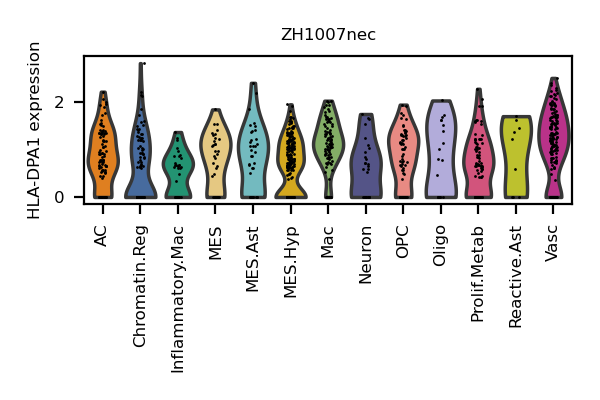 ZH1007nec
HLA-DPA1 expression
2
0
AC
Chromatin.Reg
Inflammatory.Mac
MES
MES.Ast
MES.Hyp
Mac
Neuron
OPC
Oligo
Prolif.Metab
Reactive.Ast
Vasc